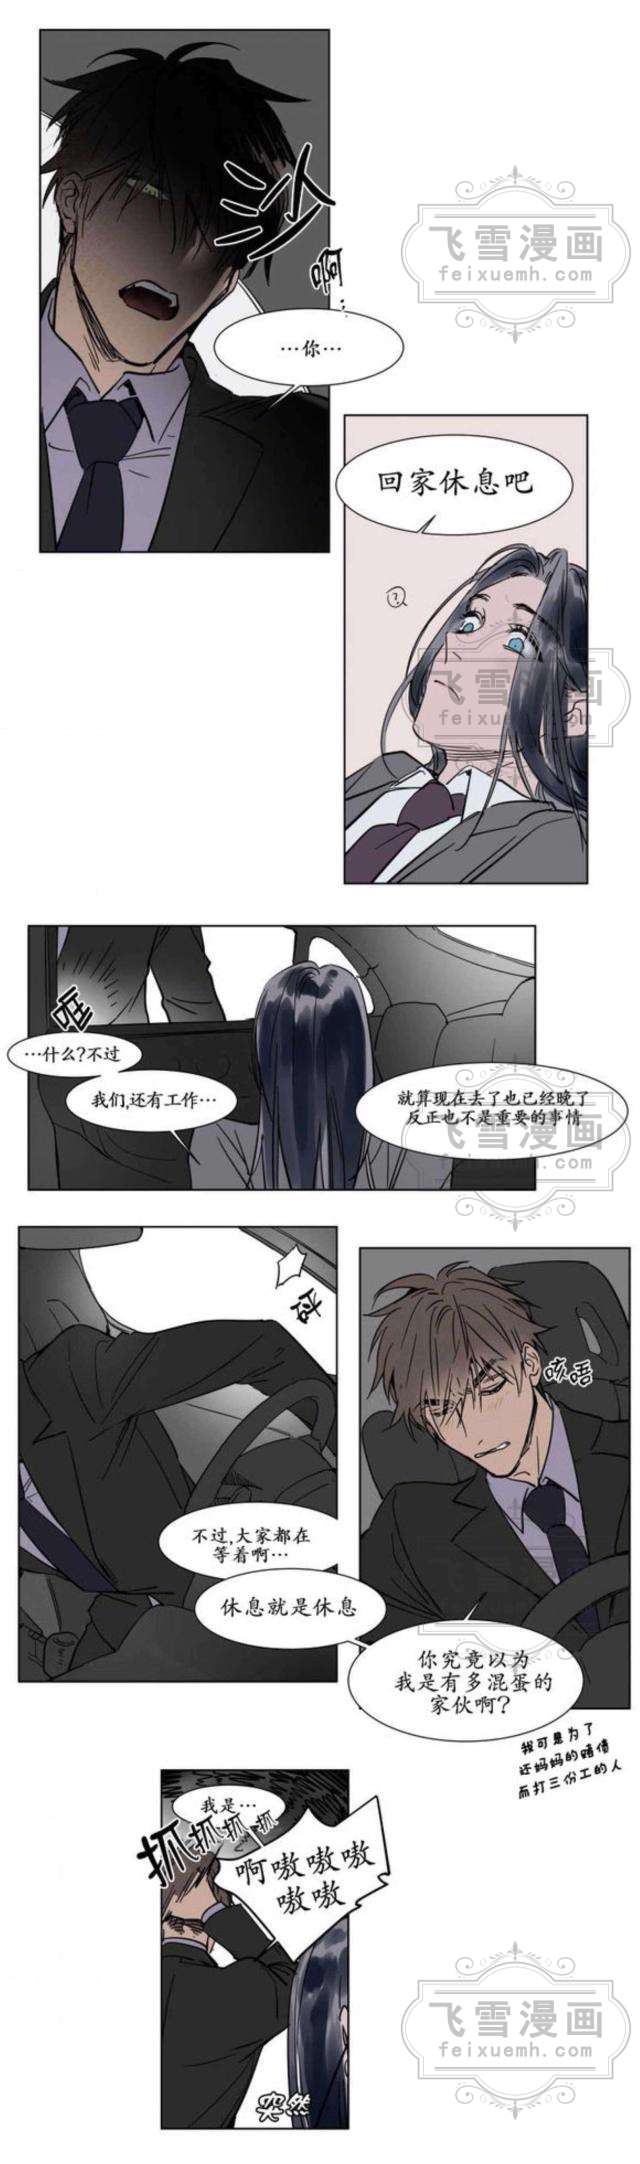 飞雪漫画
feixuemh.com
啊…
…你…
回家休息吧
?
飞雪漫画
feixuemh.com
哐
…什么?不过
我们,还有工作…
就算现在去了也已经晚了
反正也不是重要的事情
飞雪漫画
feixuemh.com
咳唔
不过,大家都在
等着啊…
休息就是休息
你究竟以为
我是有多混蛋的
家伙啊?
我可是为了
还妈妈的赌债
而打三份工的人
我是…
抓抓抓抓
啊嗷嗷嗷
嗷嗷
突然
飞雪漫画
feixuemh.com